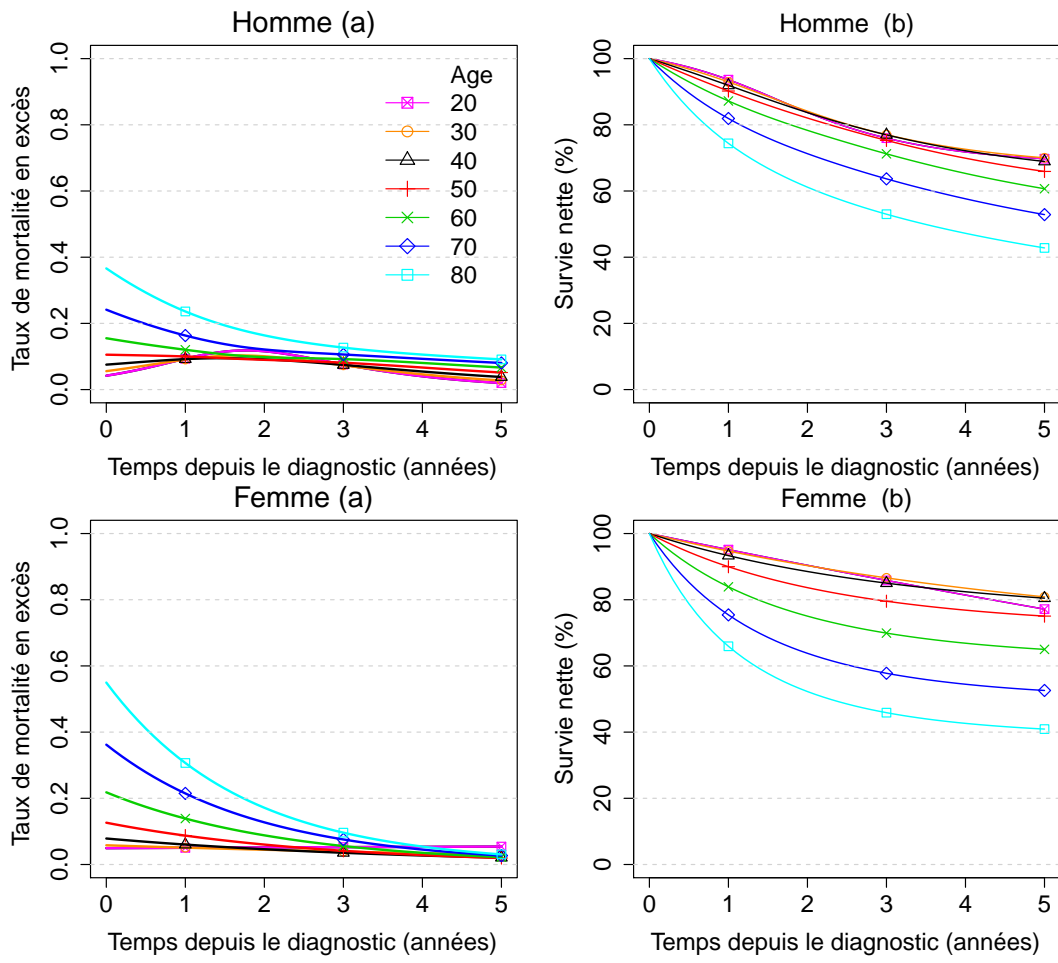 Homme (a)
Taux de mortalité en excès
1.0
0.8
0.6
0.4
0.2
0.0
Age
20
30
40
50
60
70
80
0 1 2 3 4 5
Temps depuis le diagnostic (années)
Homme (b)
Survie nette (%)
100
80
60
40
20
0
0 1 2 3 4 5
Temps depuis le diagnostic (années)
Femme (a)
Taux de mortalité en excès
1.0
0.8
0.6
0.4
0.2
0.0
0 1 2 3 4 5
Temps depuis le diagnostic (années)
Femme (b)
Survie nette (%)
100
80
60
40
20
0
0 1 2 3 4 5
Temps depuis le diagnostic (années)